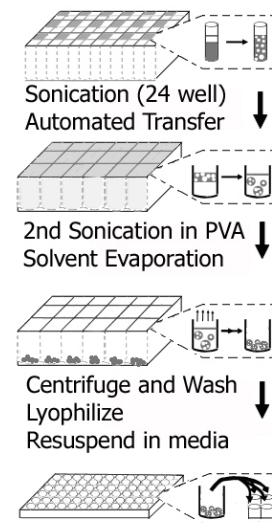 Sonication (24 well)
Automated Transfer
2nd Sonication in PVA
Solvent Evaporation
Centrifuge and Wash
Lyophilize
Resuspend in media